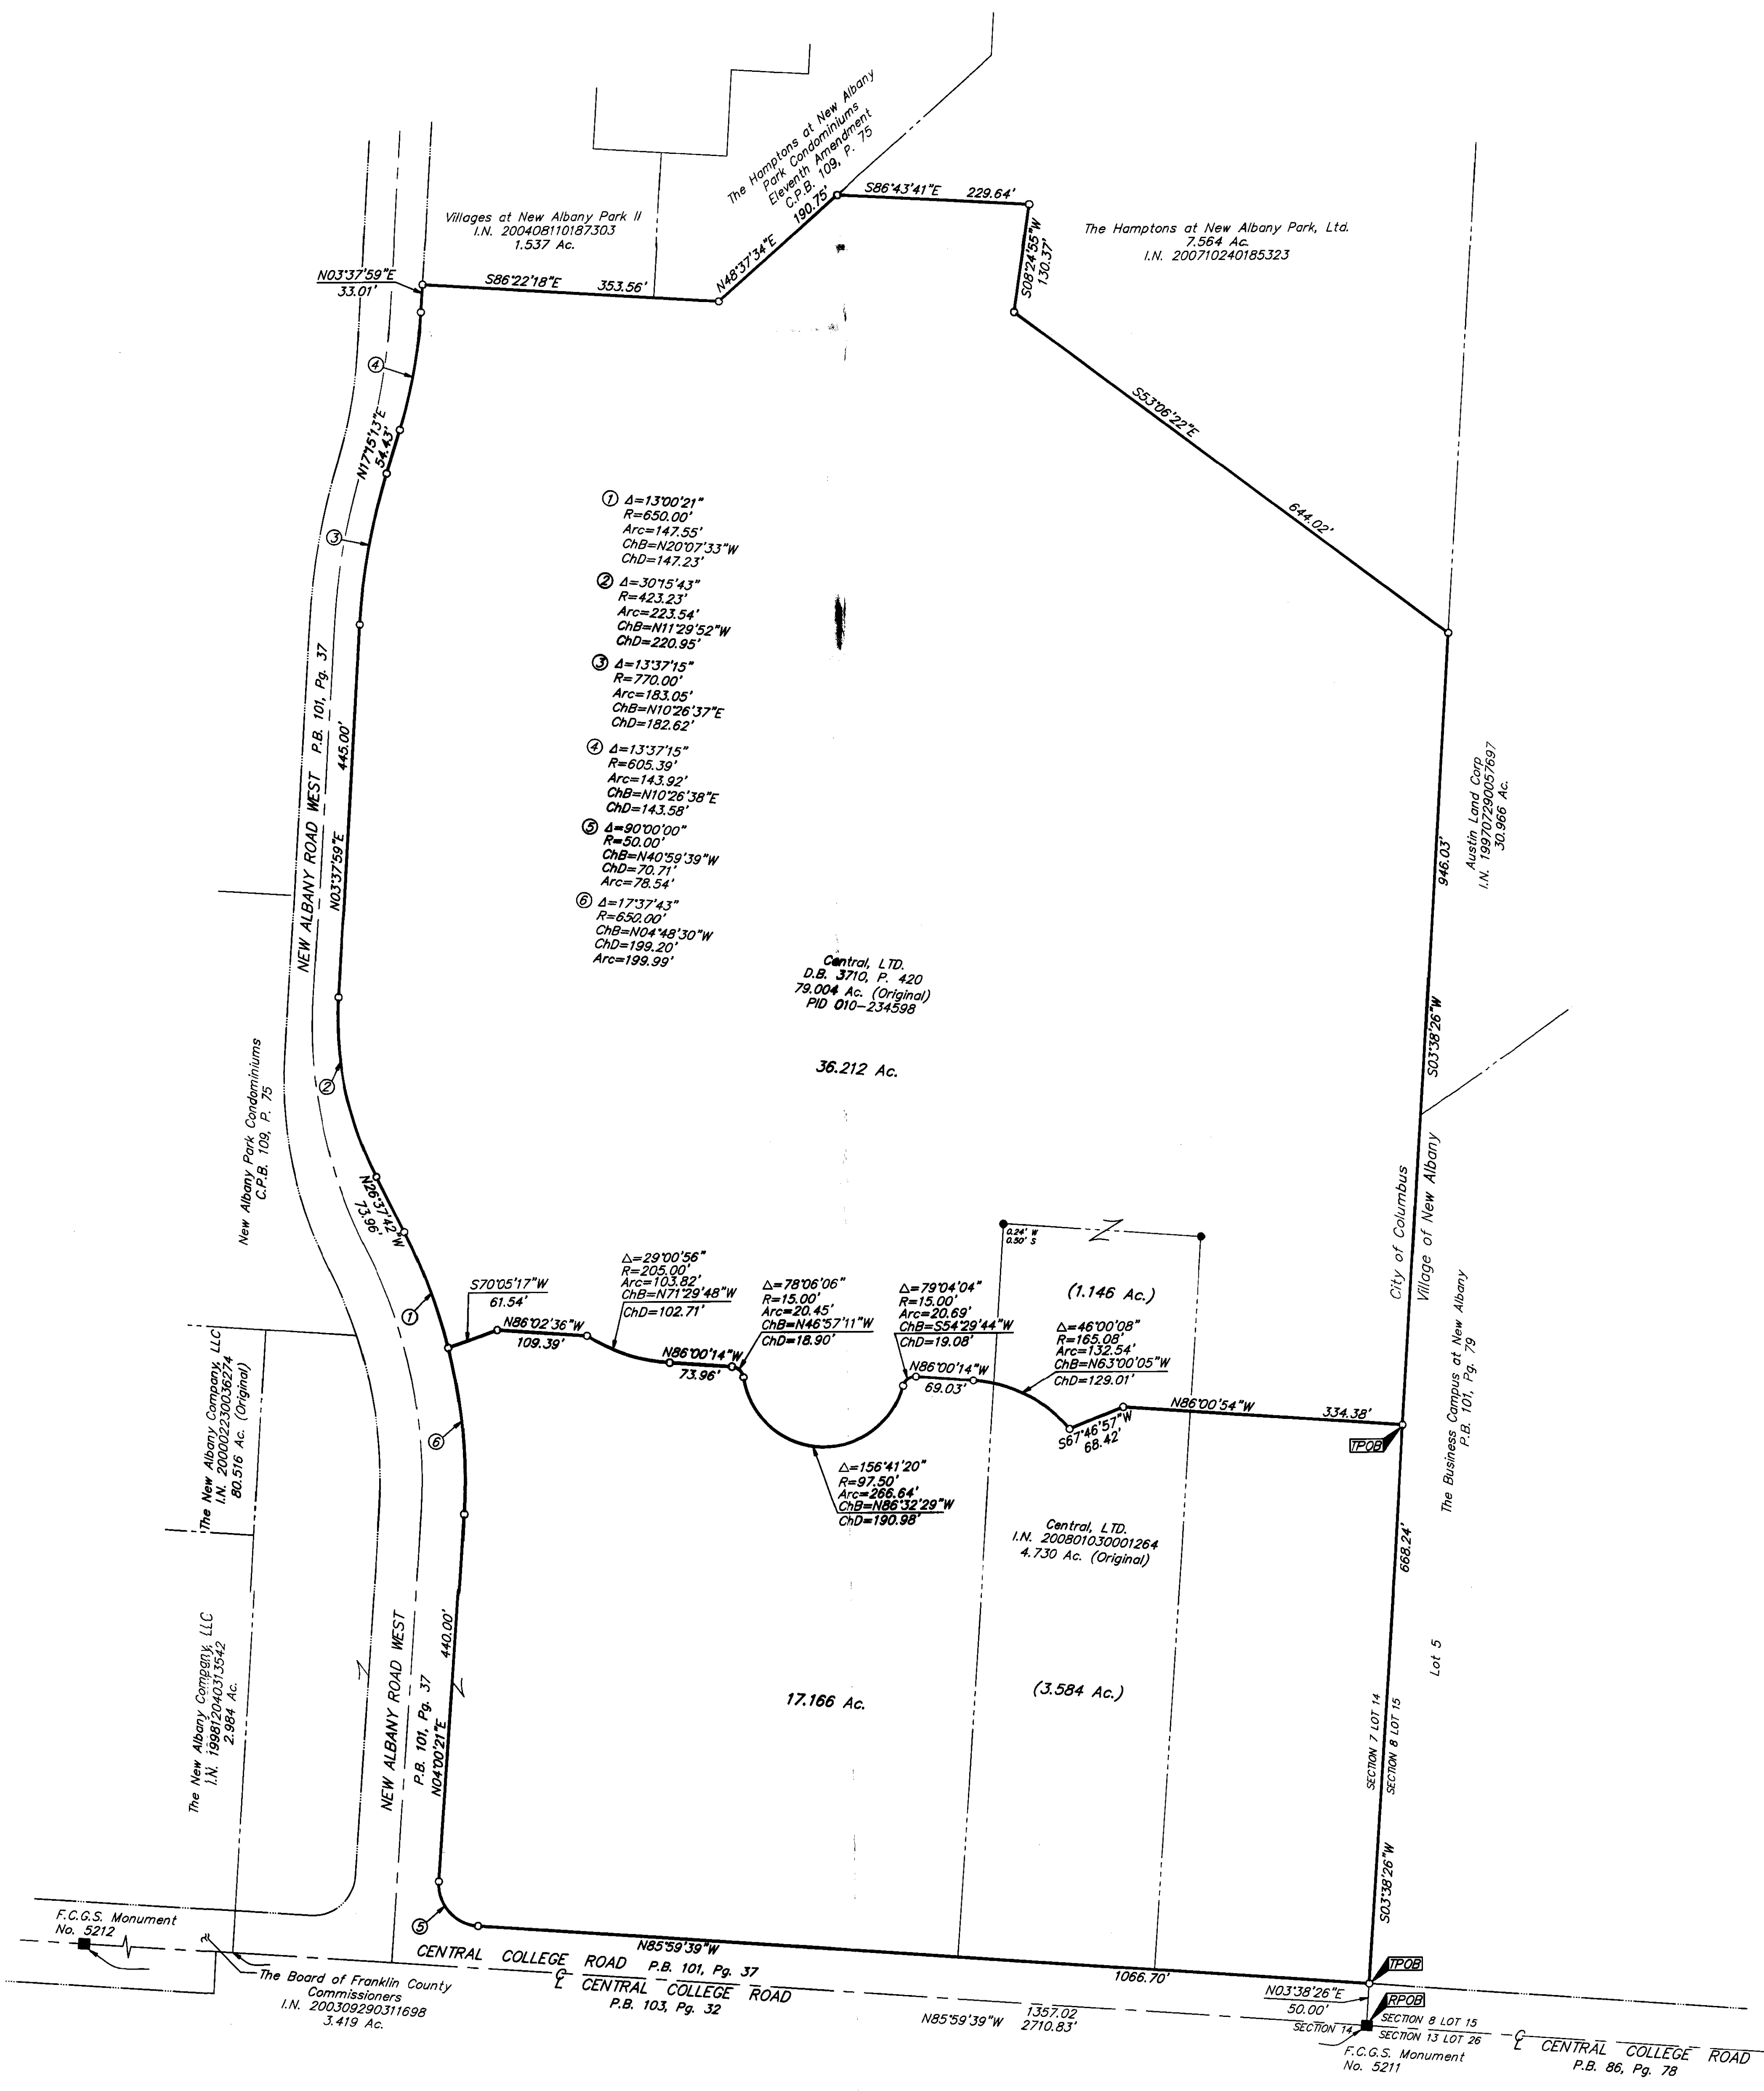 The Hamptons at New Albany
Park Condominiums
Eleventh Amendment
C.P.B. 109, P. 75
Villages at New Albany Park II
I.N. 200408110187303
1.537 Ac.
S86°43'41"E 229.64'
190.75'
N48°37'34"E
S08°24'55"W
130.37'
The Hamptons at New Albany Park, Ltd.
7.564 Ac.
I.N. 200710240185323
N03°37'59"E
33.01'
S86°22'18"E 353.56'
4
N17°15'13"E
54.43'
3
S53°06'22"E
644.02'
1 Δ=13°00'21"
R=650.00'
Arc=147.55'
ChB=N20°07'33"W
ChD=147.23'
2 Δ=30°15'43"
R=423.23'
Arc=223.54'
ChB=N11°29'52"W
ChD=220.95'
3 Δ=13°37'15"
R=770.00'
Arc=183.05'
ChB=N10°26'37"E
ChD=182.62'
4 Δ=13°37'15"
R=605.39'
Arc=143.92'
ChB=N10°26'38"E
ChD=143.58'
5 Δ=90°00'00"
R=50.00'
ChB=N40°59'39"W
ChD=70.71'
Arc=78.54'
6 Δ=17°37'43"
R=650.00'
ChB=N04°48'30"W
ChD=199.20'
Arc=199.99'
NEW ALBANY ROAD WEST P.B. 101, Pg. 37
N03°37'59"E 445.00'
Central, LTD.
D.B. 3710, P. 420
79.004 Ac. (Original)
PID 010-234598
36.212 Ac.
Austin Land Corp
I.N. 199707290057697
30.966 Ac.
946.03'
S03°38'26"W
New Albany Park Condominiums
C.P.B. 109, P. 75
2
N26°37'42"W
73.96'
1
City of Columbus
Village of New Albany
0.24' W
0.50' S
(1.146 Ac.)
S70°05'17"W
61.54'
N86°02'36"W
109.39'
Δ=29°00'56"
R=205.00'
Arc=103.82'
ChB=N71°29'48"W
ChD=102.71'
N86°00'14"W
73.96'
Δ=78°06'06"
R=15.00'
Arc=20.45'
ChB=N46°57'11"W
ChD=18.90'
Δ=79°04'04"
R=15.00'
Arc=20.69'
ChB=S54°29'44"W
ChD=19.08'
N86°00'14"W
69.03'
Δ=46°00'08"
R=165.08'
Arc=132.54'
ChB=N63°00'05"W
ChD=129.01'
S67°46'57"W
68.42'
N86°00'54"W 334.38'
TPOB
The Business Campus at New Albany
P.B. 101, Pg. 79
Δ=156°41'20"
R=97.50'
Arc=266.64'
ChB=N86°32'29"W
ChD=190.98'
The New Albany Company, LLC
I.N. 200002230036274
80.516 Ac. (Original)
6
Central, LTD.
I.N. 200801030001264
4.730 Ac. (Original)
668.24'
Lot 5
The New Albany Company, LLC
I.N. 199812040313542
2.984 Ac.
NEW ALBANY ROAD WEST
P.B. 101, Pg. 37
N04°00'21"E 440.00'
17.166 Ac.
(3.584 Ac.)
SECTION 7 LOT 14
SECTION 8 LOT 15
S03°38'26"W
5
F.C.G.S. Monument
No. 5212
N85°59'39"W 1066.70'
CENTRAL COLLEGE ROAD P.B. 101, Pg. 37
CENTRAL COLLEGE ROAD
P.B. 103, Pg. 32
The Board of Franklin County
Commissioners
I.N. 200309290311698
3.419 Ac.
N85°59'39"W 1357.02
2710.83'
N03°38'26"E
50.00'
TPOB
RPOB
SECTION 14
SECTION 8 LOT 15
SECTION 13 LOT 26
F.C.G.S. Monument
No. 5211
CENTRAL COLLEGE ROAD
P.B. 86, Pg. 78